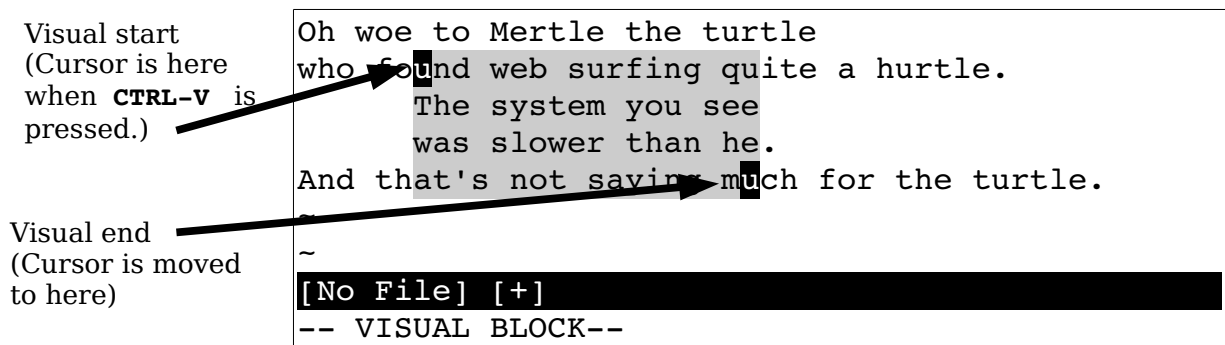 Visual start
(Cursor is here
when CTRL-V is
pressed.)
Visual end
(Cursor is moved
to here)
Oh woe to Mertle the turtle
who found web surfing quite a hurtle.
The system you see
was slower than he.
And that's not saying much for the turtle.
~
~
[No File] [+]
-- VISUAL BLOCK--